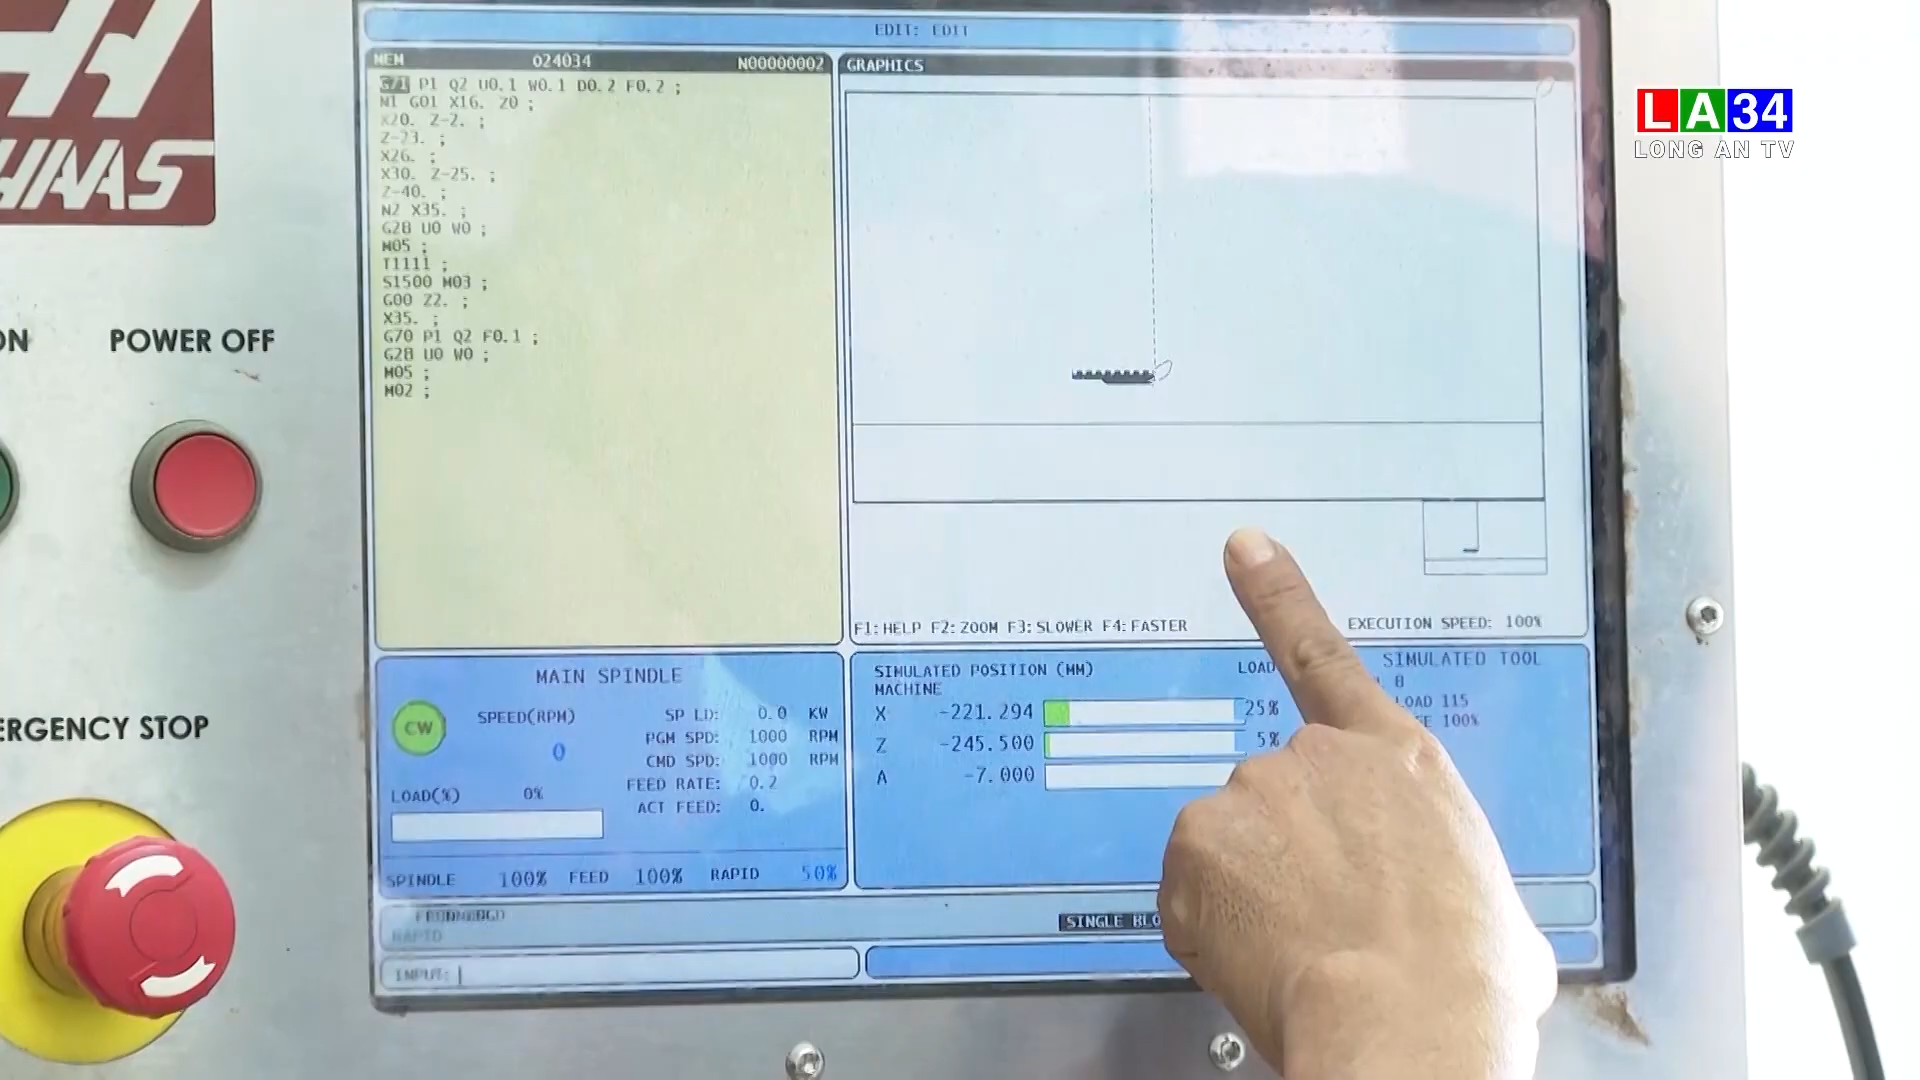 HAAS
ON
POWER OFF
ERGENCY STOP
EDIT: EDIT
MEM O24034 N00000002
G71 P1 Q2 U0.1 W0.1 D0.2 F0.2 ;
N1 G01 X16. Z0 ;
X20. Z-2. ;
Z-23. ;
X26. ;
X30. Z-25. ;
Z-40. ;
N2 X35. ;
G28 U0 W0 ;
M05 ;
T1111 ;
S1500 M03 ;
G00 Z2. ;
X35. ;
G70 P1 Q2 F0.1 ;
G28 U0 W0 ;
M05 ;
M02 ;
GRAPHICS
F1:HELP F2:ZOOM F3:SLOWER F4:FASTER
EXECUTION SPEED: 100%
MAIN SPINDLE
CW
SPEED(RPM)
0
SP LD: 0.0 KW
PGM SPD: 1000 RPM
CMD SPD: 1000 RPM
FEED RATE: 0.2
ACT FEED: 0.
LOAD(%) 0%
SPINDLE 100% FEED 100% RAPID 50%
SIMULATED POSITION (MM)
MACHINE
LOAD
X -221.294 25%
Z -245.500 5%
A -7.000
SIMULATED TOOL
8
LOAD 115
100%
RAPID
SINGLE BLO
INPUT:
LA34
LONG AN TV